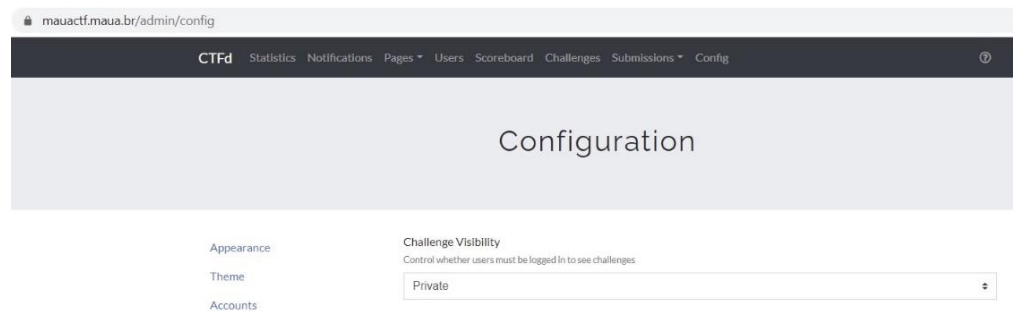 mauactf.maua.br/admin/config
CTFd Statistics Notifications Pages Users Scoreboard Challenges Submissions Config
Configuration
Appearance
Theme
Accounts
Challenge Visibility
Control whether users must be logged in to see challenges
Private